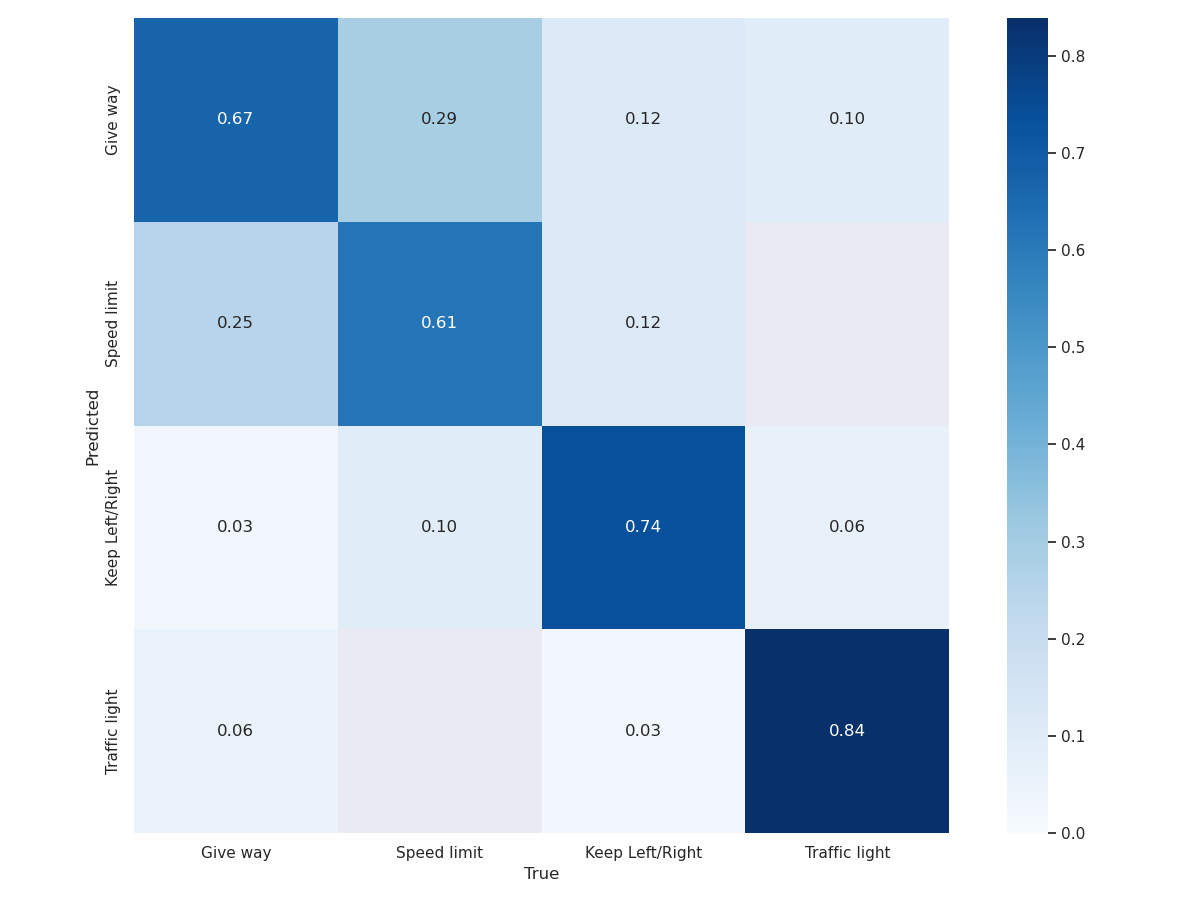 Predicted
Give way
0.67 0.29 0.12 0.10
Speed limit
0.25 0.61 0.12
Keep Left/Right
0.03 0.10 0.74 0.06
Traffic light
0.06 0.03 0.84
Give way Speed limit Keep Left/Right Traffic light
True
0.8
0.7
0.6
0.5
0.4
0.3
0.2
0.1
0.0